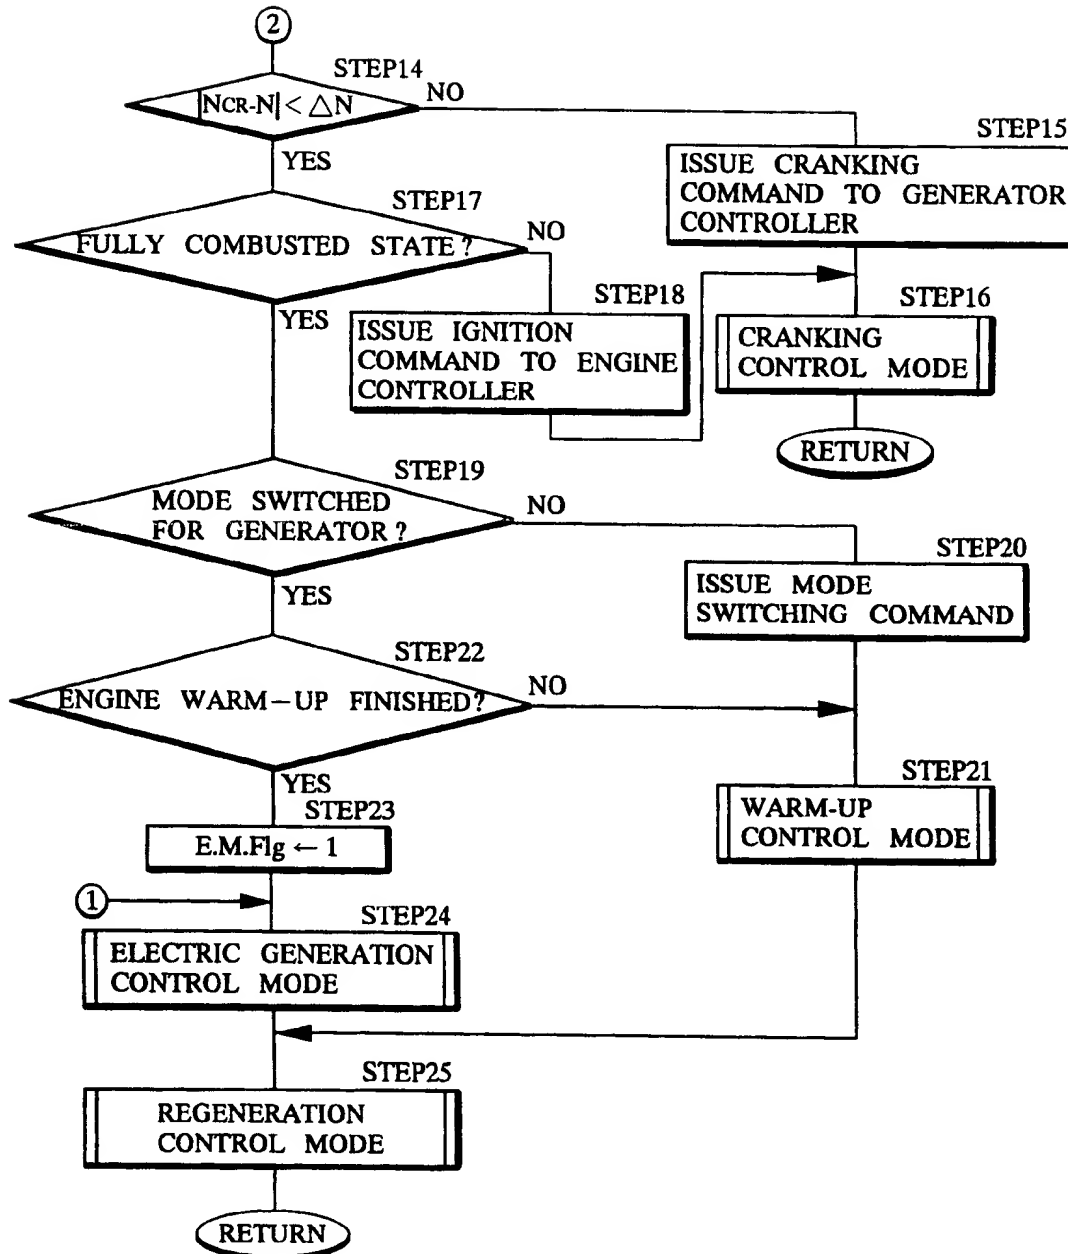 2
STEP14
|NCR-N| < △N
NO
YES
STEP15
ISSUE CRANKING
COMMAND TO GENERATOR
CONTROLLER
STEP17
FULLY COMBUSTED STATE?
NO
YES
STEP18
ISSUE IGNITION
COMMAND TO ENGINE
CONTROLLER
STEP16
CRANKING
CONTROL MODE
RETURN
STEP19
MODE SWITCHED
FOR GENERATOR?
NO
YES
STEP20
ISSUE MODE
SWITCHING COMMAND
STEP22
ENGINE WARM-UP FINISHED?
NO
YES
STEP21
WARM-UP
CONTROL MODE
STEP23
E.M.Flg ← 1
1
STEP24
ELECTRIC GENERATION
CONTROL MODE
STEP25
REGENERATION
CONTROL MODE
RETURN